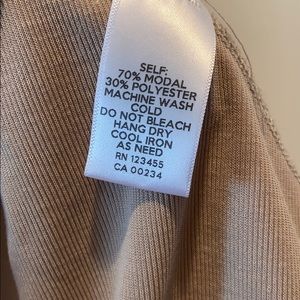 SELF:
70% MODAL
30% POLYESTER
MACHINE WASH
COLD
DO NOT BLEACH
HANG DRY
COOL IRON
AS NEED
RN 123455
CA 00234